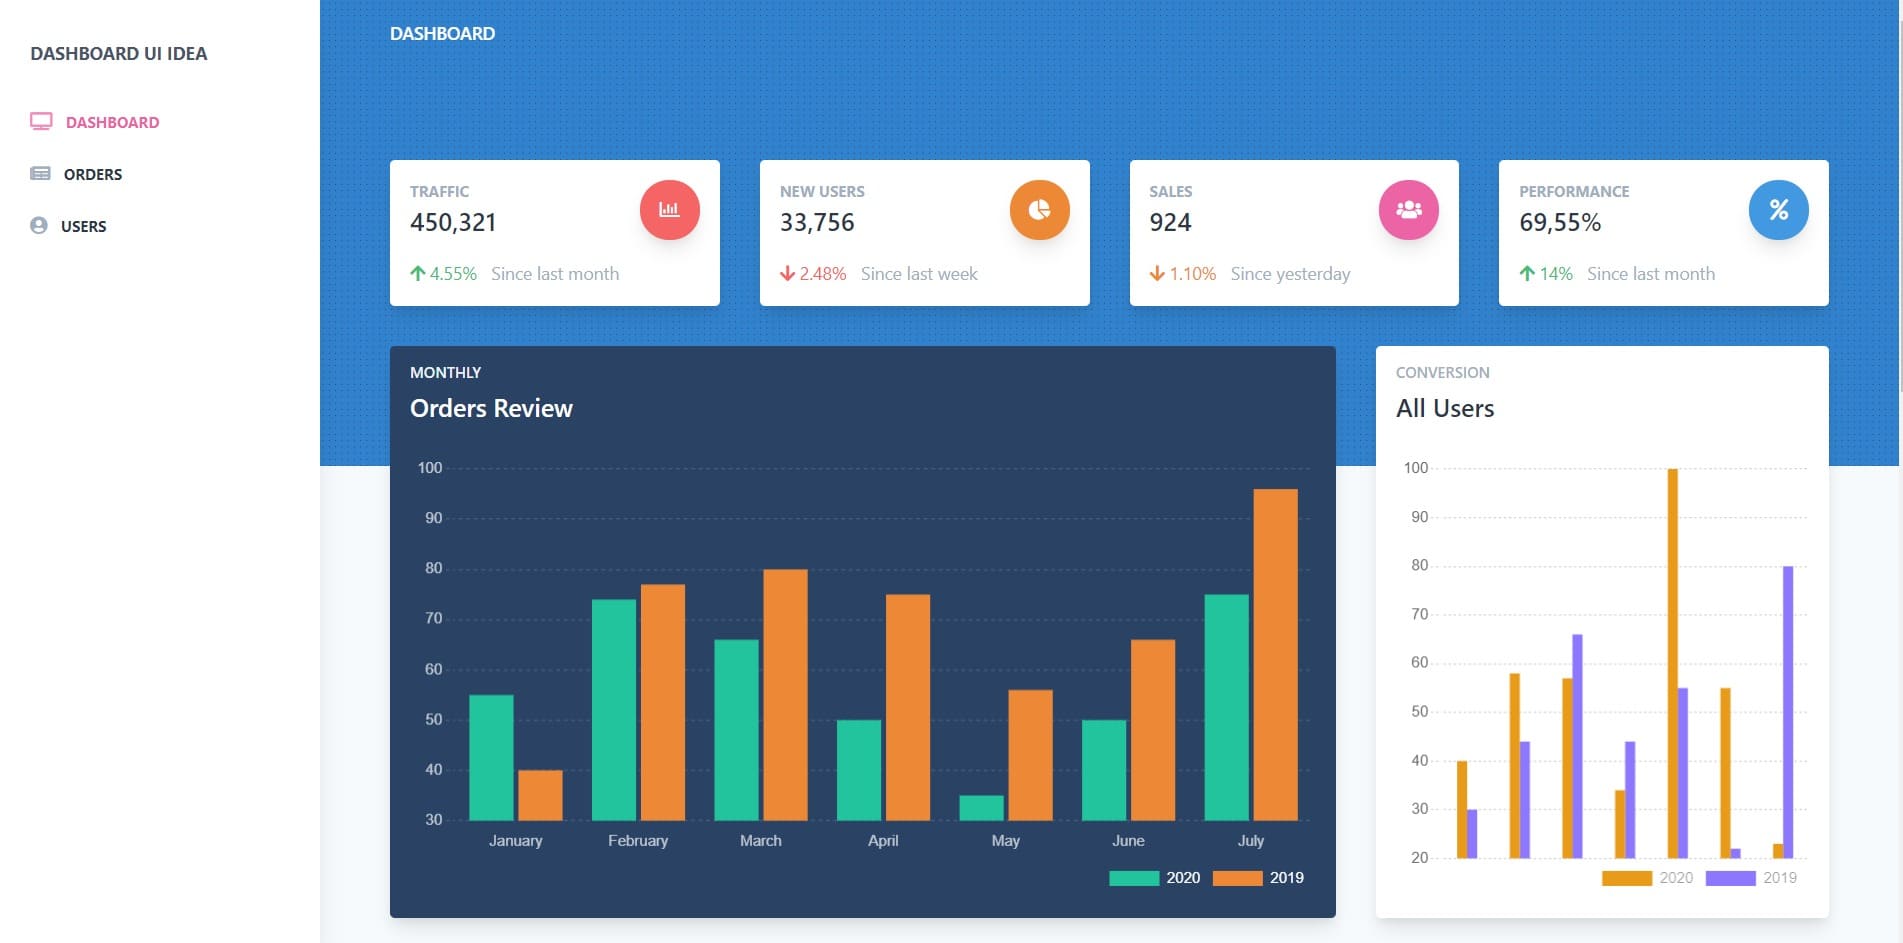 DASHBOARD UI IDEA
DASHBOARD
ORDERS
USERS
DASHBOARD
TRAFFIC
450,321
4.55% Since last month
NEW USERS
33,756
2.48% Since last week
SALES
924
1.10% Since yesterday
PERFORMANCE
69,55%
14% Since last month
MONTHLY
Orders Review
100
90
80
70
60
50
40
30
January February March April May June July
2020 2019
CONVERSION
All Users
100
90
80
70
60
50
40
30
20
2020 2019